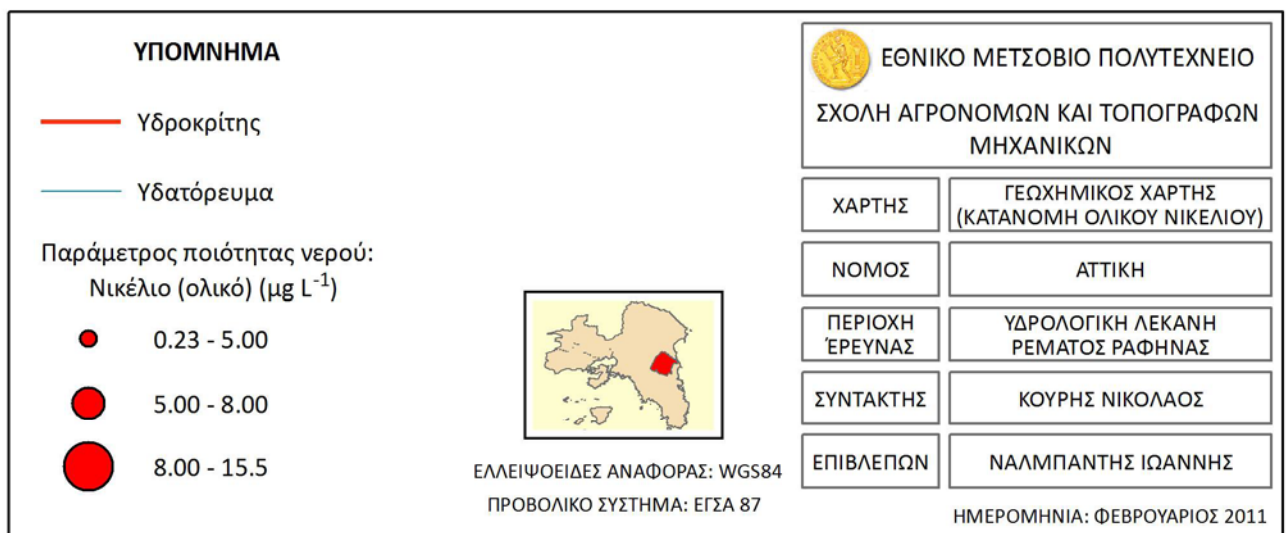 ΥΠΟΜΝΗΜΑ
Υδροκρίτης
Υδατόρευμα
Παράμετρος ποιότητας νερού:
Νικέλιο (ολικό) (μg L⁻¹)
0.23 - 5.00
5.00 - 8.00
8.00 - 15.5
ΕΛΛΕΙΨΟΕΙΔΕΣ ΑΝΑΦΟΡΑΣ: WGS84
ΠΡΟΒΟΛΙΚΟ ΣΥΣΤΗΜΑ: ΕΓΣΑ 87
ΕΘΝΙΚΟ ΜΕΤΣΟΒΙΟ ΠΟΛΥΤΕΧΝΕΙΟ
ΣΧΟΛΗ ΑΓΡΟΝΟΜΩΝ ΚΑΙ ΤΟΠΟΓΡΑΦΩΝ
ΜΗΧΑΝΙΚΩΝ
ΧΑΡΤΗΣ
ΓΕΩΧΗΜΙΚΟΣ ΧΑΡΤΗΣ
(ΚΑΤΑΝΟΜΗ ΟΛΙΚΟΥ ΝΙΚΕΛΙΟΥ)
ΝΟΜΟΣ
ΑΤΤΙΚΗ
ΠΕΡΙΟΧΗ
ΈΡΕΥΝΑΣ
ΥΔΡΟΛΟΓΙΚΗ ΛΕΚΑΝΗ
ΡΕΜΑΤΟΣ ΡΑΦΗΝΑΣ
ΣΥΝΤΑΚΤΗΣ
ΚΟΥΡΗΣ ΝΙΚΟΛΑΟΣ
ΕΠΙΒΛΕΠΩΝ
ΝΑΛΜΠΑΝΤΗΣ ΙΩΑΝΝΗΣ
ΗΜΕΡΟΜΗΝΙΑ: ΦΕΒΡΟΥΑΡΙΟΣ 2011